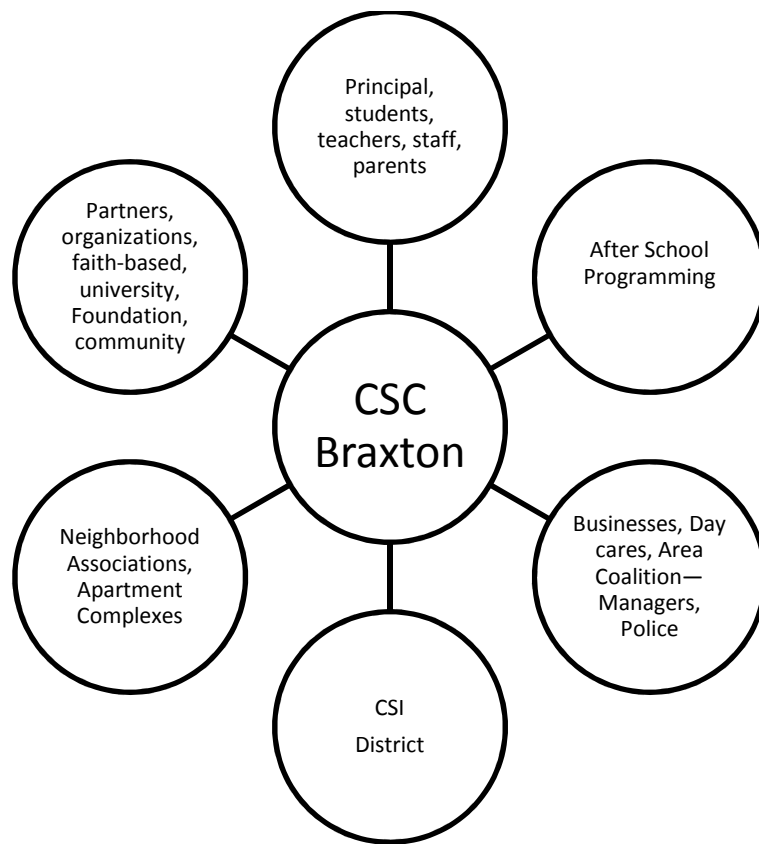 Principal,
students,
teachers, staff,
parents
Partners,
organizations,
faith-based,
university,
Foundation,
community
After School
Programming
CSC
Braxton
Neighborhood
Associations,
Apartment
Complexes
Businesses, Day
cares, Area
Coalition—
Managers,
Police
CSI
District